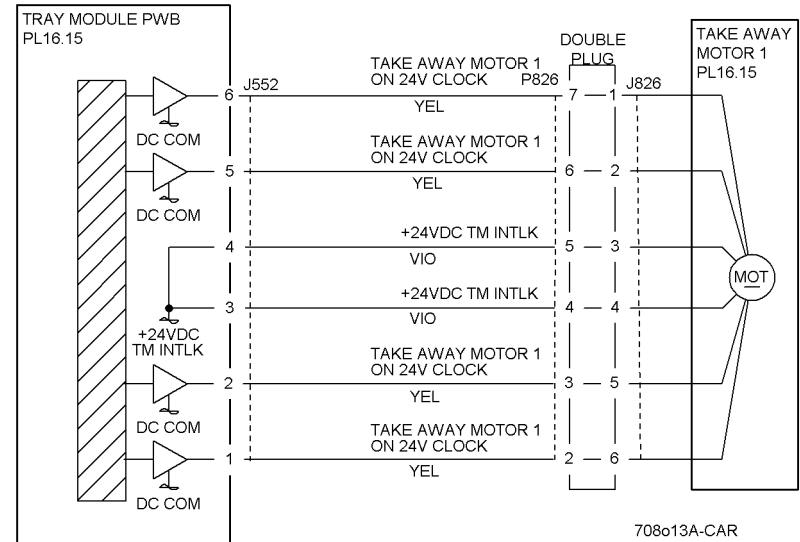 TRAY MODULE PWB
PL16.15
TAKE AWAY
MOTOR 1
PL16.15
DOUBLE
PLUG
J552
P826
J826
TAKE AWAY MOTOR 1
ON 24V CLOCK
6
YEL
7
1
DC COM
TAKE AWAY MOTOR 1
ON 24V CLOCK
5
YEL
6
2
DC COM
+24VDC TM INTLK
4
VIO
5
3
MOT
+24VDC TM INTLK
3
VIO
4
4
+24VDC
TM INTLK
TAKE AWAY MOTOR 1
ON 24V CLOCK
2
YEL
3
5
DC COM
TAKE AWAY MOTOR 1
ON 24V CLOCK
1
YEL
2
6
DC COM
708o13A-CAR